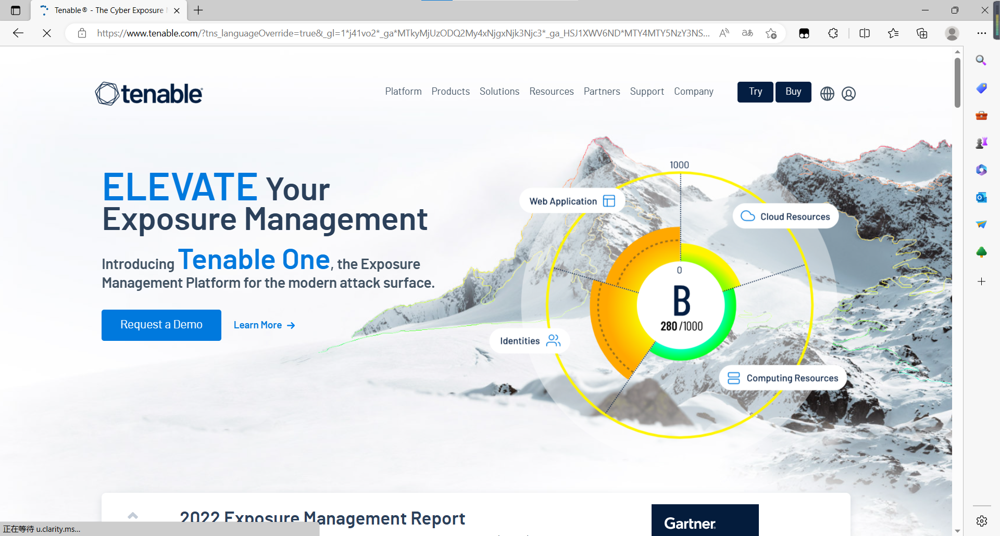 Tenable® - The Cyber Exposure
https://www.tenable.com/?tns_languageOverride=true&_gl=1*j41vo2*_ga*MTkyMjUzODQ2My4xNjgxNjk3Njc3*_ga_HSJ1XWV6ND*MTY4MTY5NzY3NS...
tenable
Platform Products Solutions Resources Partners Support Company Try Buy
ELEVATE Your
Exposure Management
Introducing Tenable One, the Exposure
Management Platform for the modern attack surface.
Request a Demo Learn More
1000
Web Application
Cloud Resources
0
B
280 /1000
Identities
Computing Resources
2022 Exposure Management Report
Gartner
正在等待 u.clarity.ms...